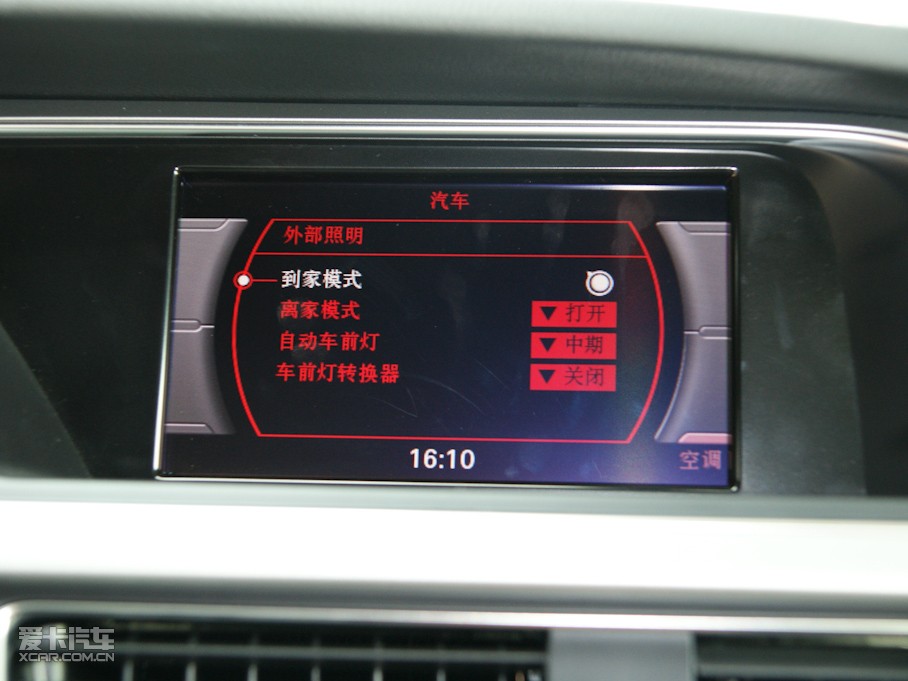 汽车
外部照明
到家模式
离家模式 打开
自动车前灯 中期
车前灯转换器 关闭
16:10 空调
爱卡汽车
XCAR.COM.CN